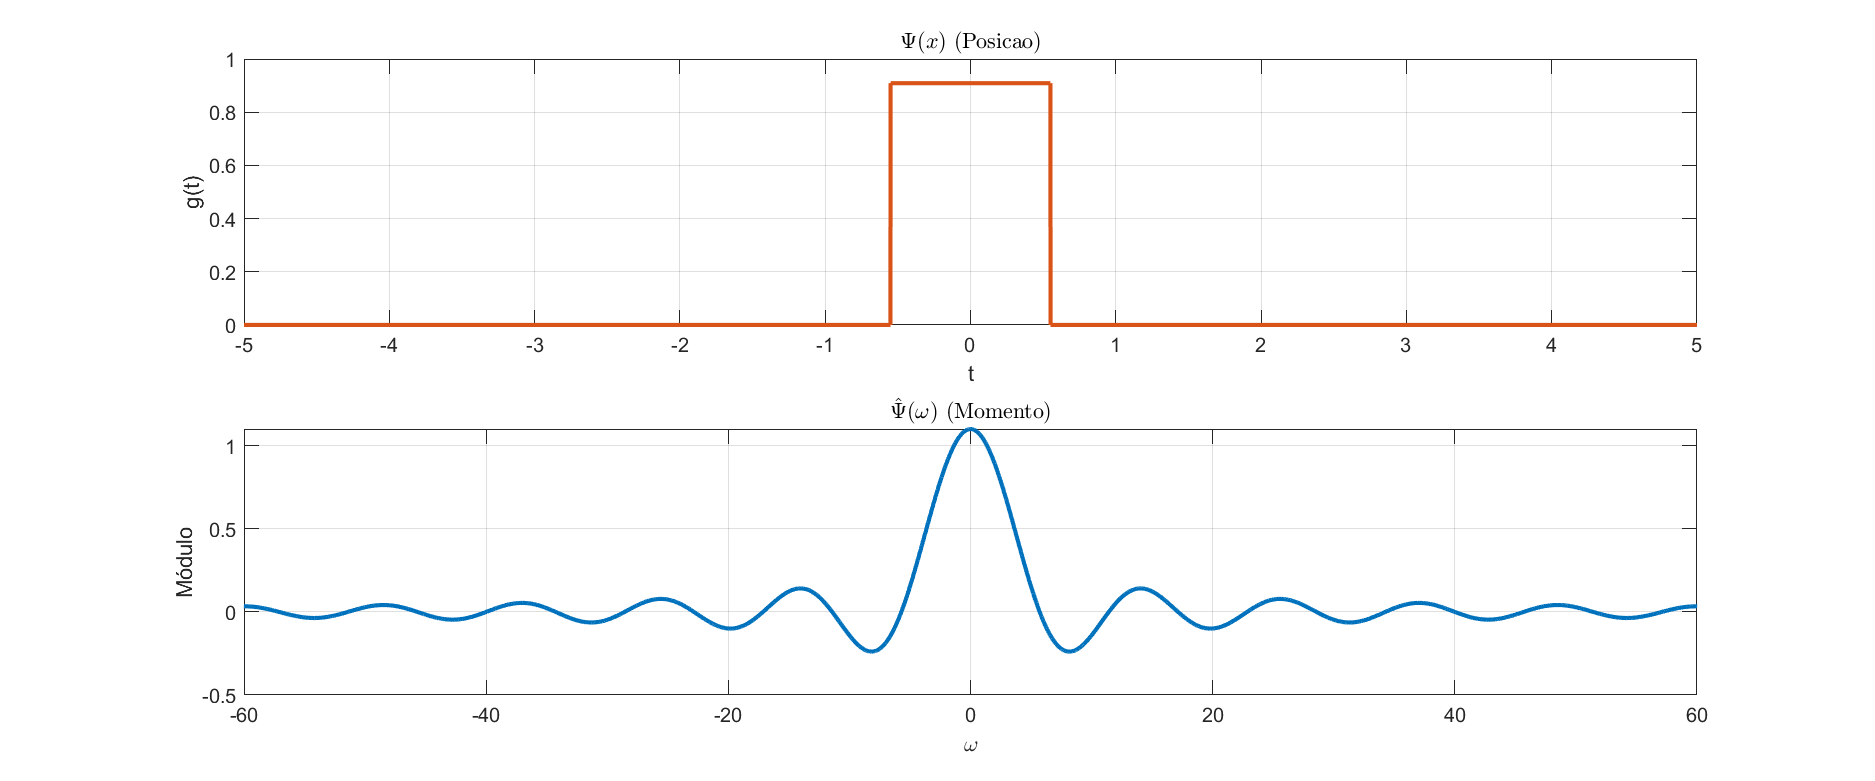 Ψ(x) (Posicao)
1
0.8
0.6
0.4
0.2
0
g(t)
-5 -4 -3 -2 -1 0 1 2 3 4 5
t
Ψ̂(ω) (Momento)
1
0.5
0
-0.5
Módulo
-60 -40 -20 0 20 40 60
ω